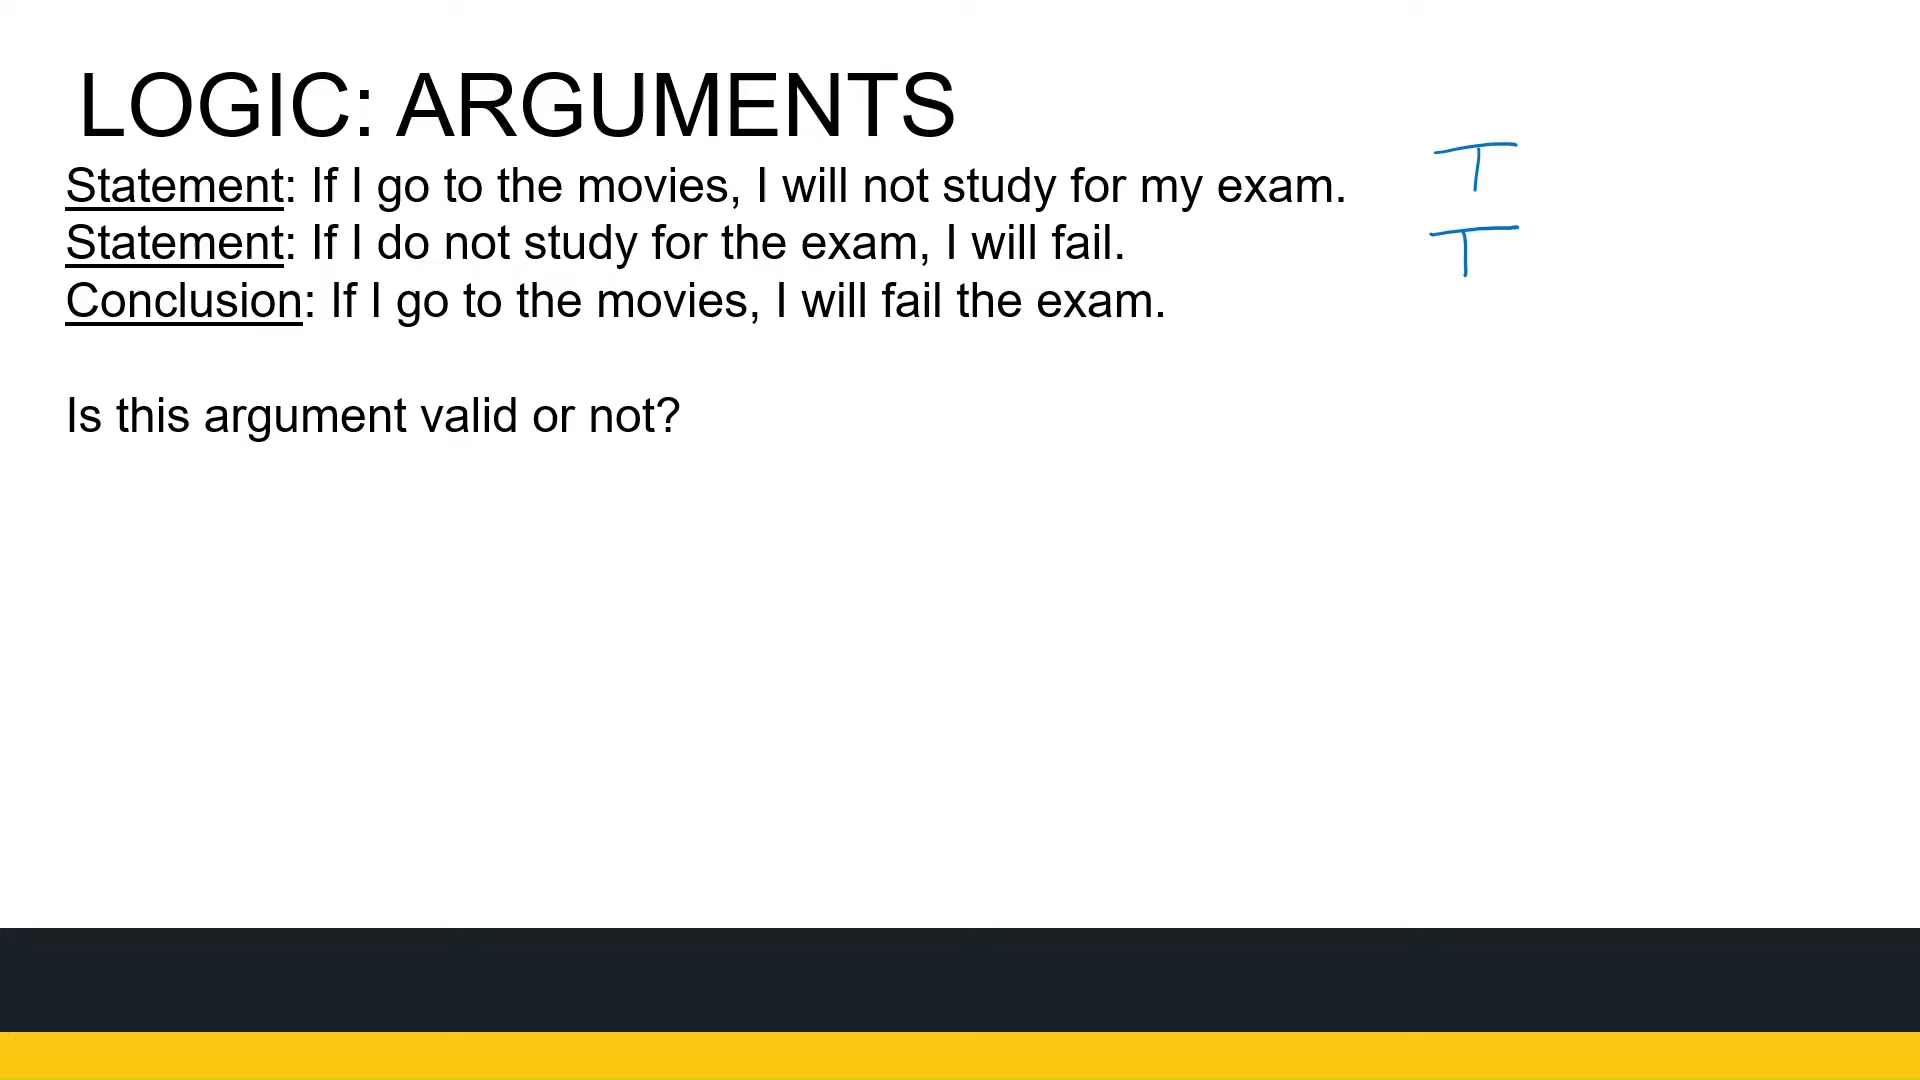 LOGIC: ARGUMENTS
Statement: If I go to the movies, I will not study for my exam. T
Statement: If I do not study for the exam, I will fail. T
Conclusion: If I go to the movies, I will fail the exam.
Is this argument valid or not?